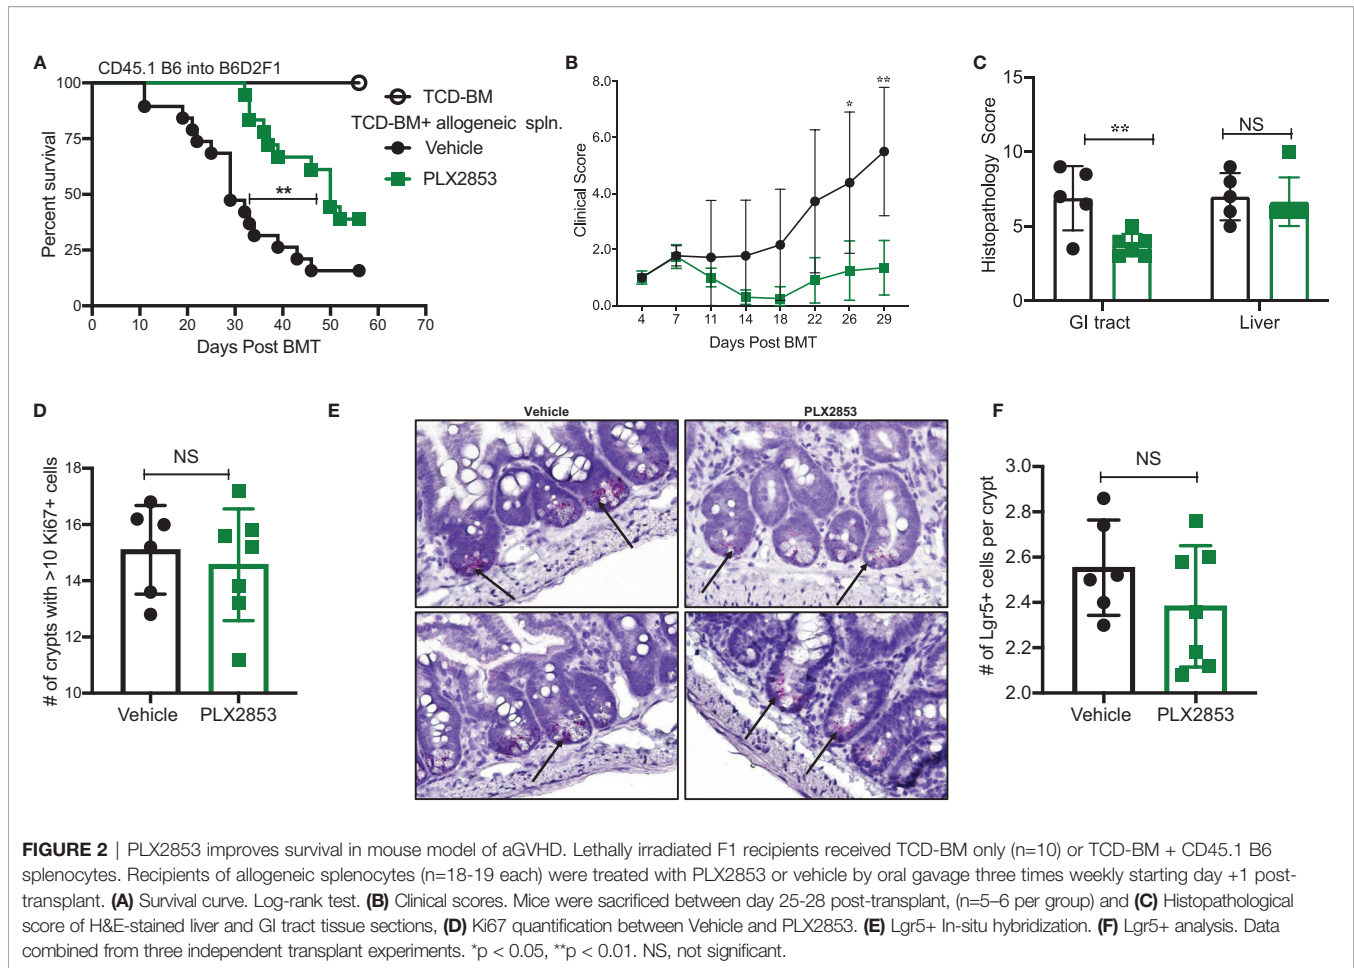 A
CD45.1 B6 into B6D2F1
100
75
50
25
0
Percent survival
**
0 10 20 30 40 50 60 70
Days Post BMT
TCD-BM
TCD-BM+ allogeneic spln.
Vehicle
PLX2853
B
8.0
6.0
4.0
2.0
0.0
Clinical Score
*
**
4 7 11 14 18 22 26 29
Days Post BMT
C
15
10
5
0
Histopathology Score
**
NS
GI tract Liver
D
18
16
14
12
10
# of crypts with >10 Ki67+ cells
NS
Vehicle PLX2853
E
Vehicle
PLX2853
F
3.0
2.8
2.6
2.4
2.2
2.0
# of Lgr5+ cells per crypt
NS
Vehicle PLX2853
FIGURE 2 | PLX2853 improves survival in mouse model of aGVHD. Lethally irradiated F1 recipients received TCD-BM only (n=10) or TCD-BM + CD45.1 B6
splenocytes. Recipients of allogeneic splenocytes (n=18-19 each) were treated with PLX2853 or vehicle by oral gavage three times weekly starting day +1 post-
transplant. (A) Survival curve. Log-rank test. (B) Clinical scores. Mice were sacrificed between day 25-28 post-transplant, (n=5–6 per group) and (C) Histopathological
score of H&E-stained liver and GI tract tissue sections, (D) Ki67 quantification between Vehicle and PLX2853. (E) Lgr5+ In-situ hybridization. (F) Lgr5+ analysis. Data
combined from three independent transplant experiments. *p < 0.05, **p < 0.01. NS, not significant.